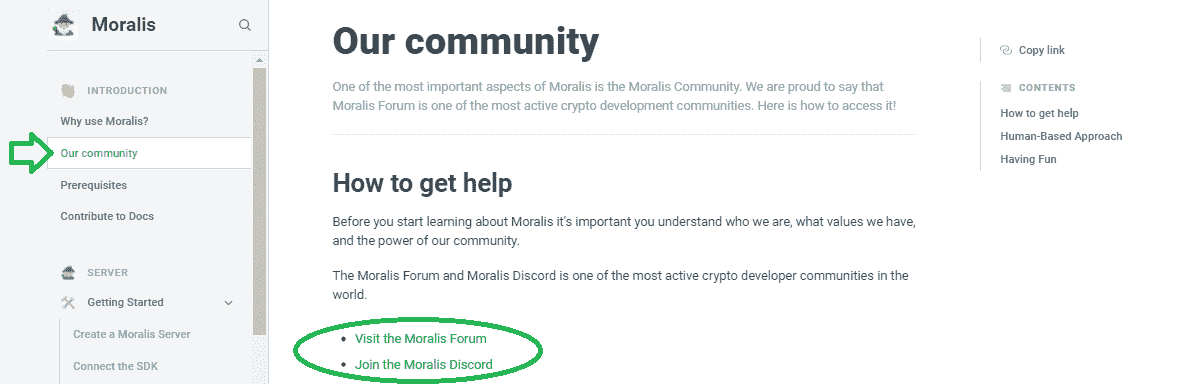 Moralis
INTRODUCTION
Why use Moralis?
Our community
Prerequisites
Contribute to Docs
SERVER
Getting Started
Create a Moralis Server
Connect the SDK
Our community
One of the most important aspects of Moralis is the Moralis Community. We are proud to say that
Moralis Forum is one of the most active crypto development communities. Here is how to access it!
How to get help
Before you start learning about Moralis it's important you understand who we are, what values we have,
and the power of our community.
The Moralis Forum and Moralis Discord is one of the most active crypto developer communities in the
world.
• Visit the Moralis Forum
• Join the Moralis Discord
Copy link
CONTENTS
How to get help
Human-Based Approach
Having Fun